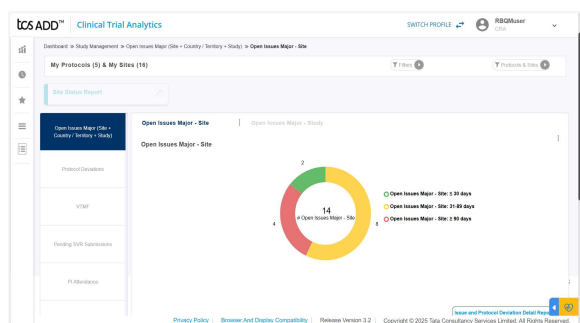 tcs ADD™ Clinical Trial Analytics
SWITCH PROFILE
RBQMuser
CRA
Dashboard » Study Management » Open Issues Major (Site + Country / Territory + Study) » Open Issues Major - Site
My Protocols (5) & My Sites (16)
Filters
Protocols & Sites
Site Status Report
Open Issues Major (Site +
Country / Territory + Study)
Protocol Deviations
VTMF
Pending SVR Submissions
PI Attendance
Open Issues Major - Site
Open Issues Major - Study
Open Issues Major - Site
2
14
# Open Issues Major - Site
4
8
Open Issues Major - Site: ≤ 30 days
Open Issues Major - Site: 31-89 days
Open Issues Major - Site: ≥ 90 days
Issue and Protocol Deviation Detail Repo
Privacy Policy | Browser And Display Compatibility | Release Version 3.2 | Copyright © 2025 Tata Consultancy Services Limited. All Rights Reserved.